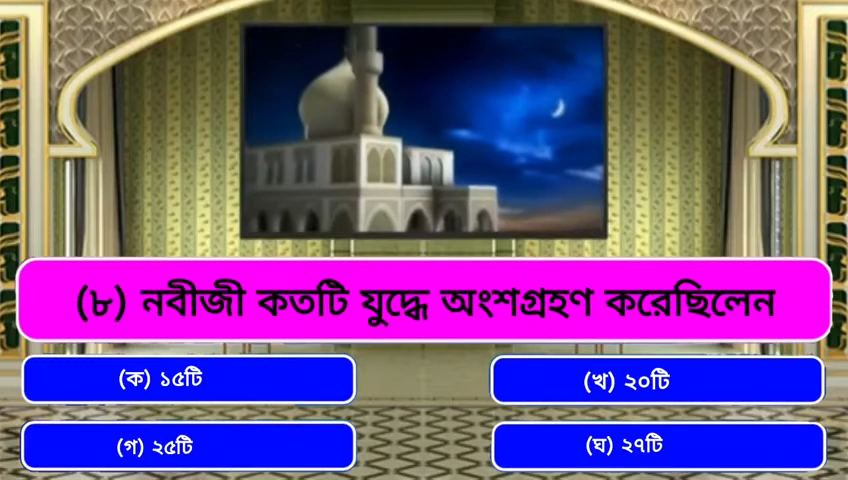 (৮) নবীজী কতটি যুদ্ধে অংশগ্রহণ করেছিলেন
(ক) ১৫টি
(খ) ২০টি
(গ) ২৫টি
(ঘ) ২৭টি